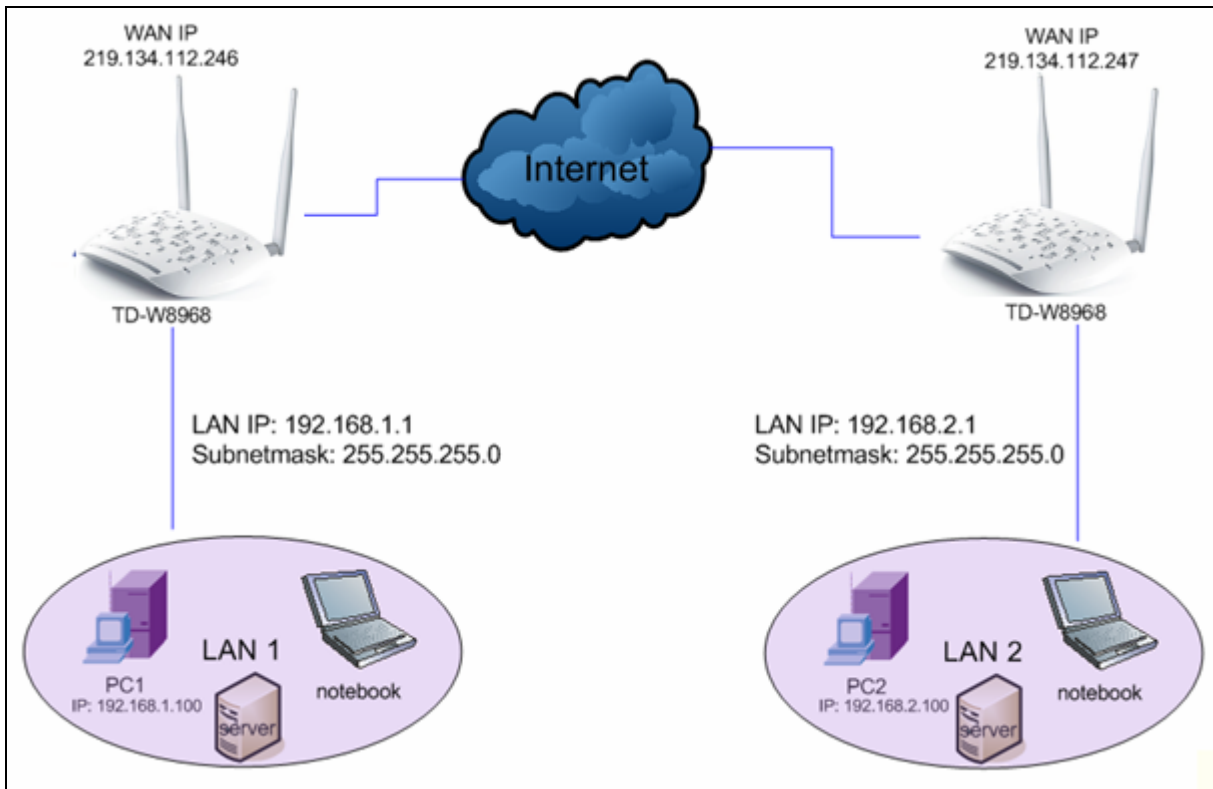 WAN IP
219.134.112.246
WAN IP
219.134.112.247
Internet
TD-W8968
TD-W8968
LAN IP: 192.168.1.1
Subnetmask: 255.255.255.0
LAN IP: 192.168.2.1
Subnetmask: 255.255.255.0
LAN 1
PC1
IP: 192.168.1.100
server
notebook
LAN 2
PC2
IP: 192.168.2.100
server
notebook